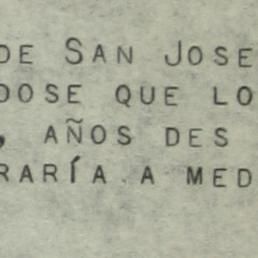 DE SAN JOSE
DOSE QUE LO
, AÑOS DES
RARÍA A MED